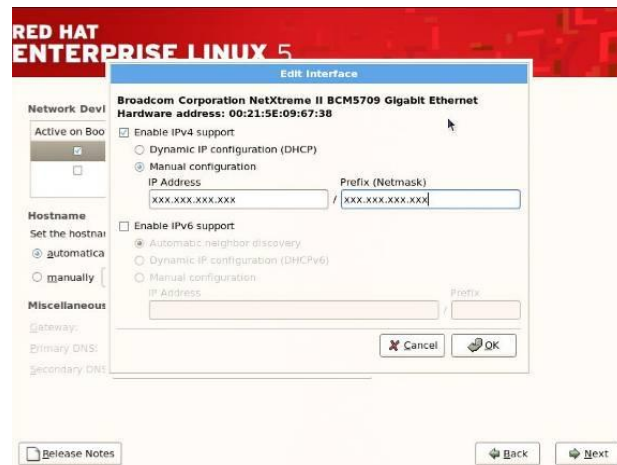 RED HAT
ENTERPRISE LINUX 5
Edit Interface
Broadcom Corporation NetXtreme II BCM5709 Gigabit Ethernet
Hardware address: 00:21:5E:09:67:38
Enable IPv4 support
Dynamic IP configuration (DHCP)
Manual configuration
IP Address Prefix (Netmask)
xxx.xxx.xxx.xxx / xxx.xxx.xxx.xxx
Enable IPv6 support
Automatic neighbor discovery
Dynamic IP configuration (DHCPv6)
Manual configuration
IP Address Prefix
/
Cancel OK
Network Devi
Active on Boo
Hostname
Set the hostnar
automatica
manually
Miscellaneous
Gateway:
Primary DNS:
Secondary DNS
Release Notes Back Next